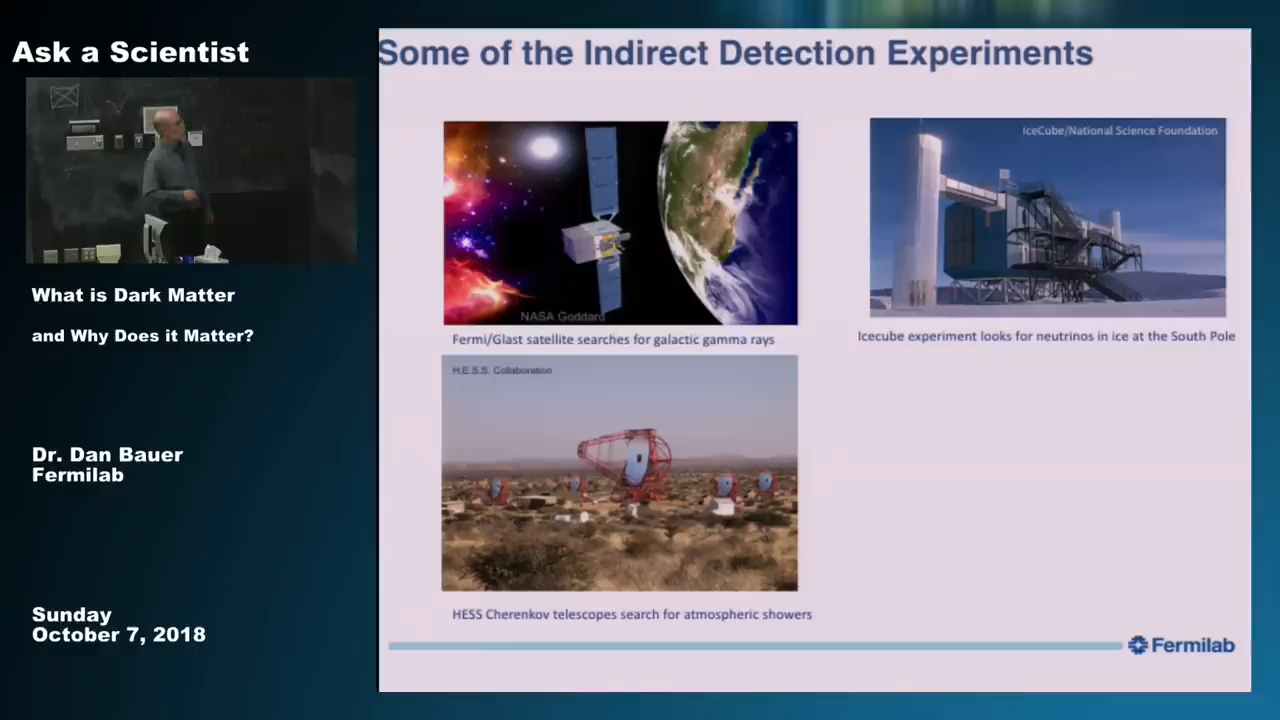 Ask a Scientist
What is Dark Matter
and Why Does it Matter?
Dr. Dan Bauer
Fermilab
Sunday
October 7, 2018
Some of the Indirect Detection Experiments
NASA Goddard
Fermi/Glast satellite searches for galactic gamma rays
IceCube/National Science Foundation
Icecube experiment looks for neutrinos in ice at the South Pole
H.E.S.S. Collaboration
HESS Cherenkov telescopes search for atmospheric showers
Fermilab